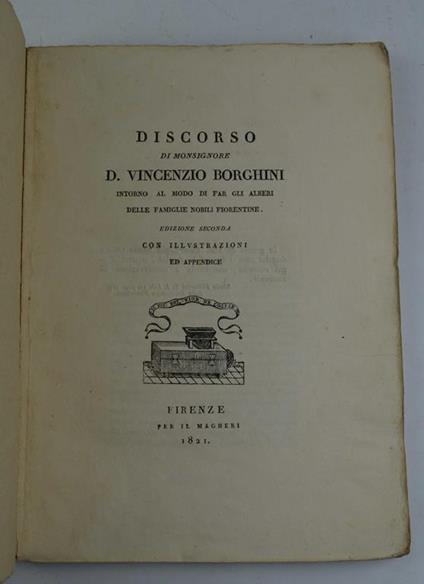 DISCORSO
DI MONSIGNORE
D. VINCENZIO BORGHINI
INTORNO AL MODO DI FAR GLI ALBERI
DELLE FAMIGLIE NOBILI FIORENTINE.
EDIZIONE SECONDA
CON ILLVSTRAZIONI
ED APPENDICE
FIRENZE
PER IL MAGHERI
1821.